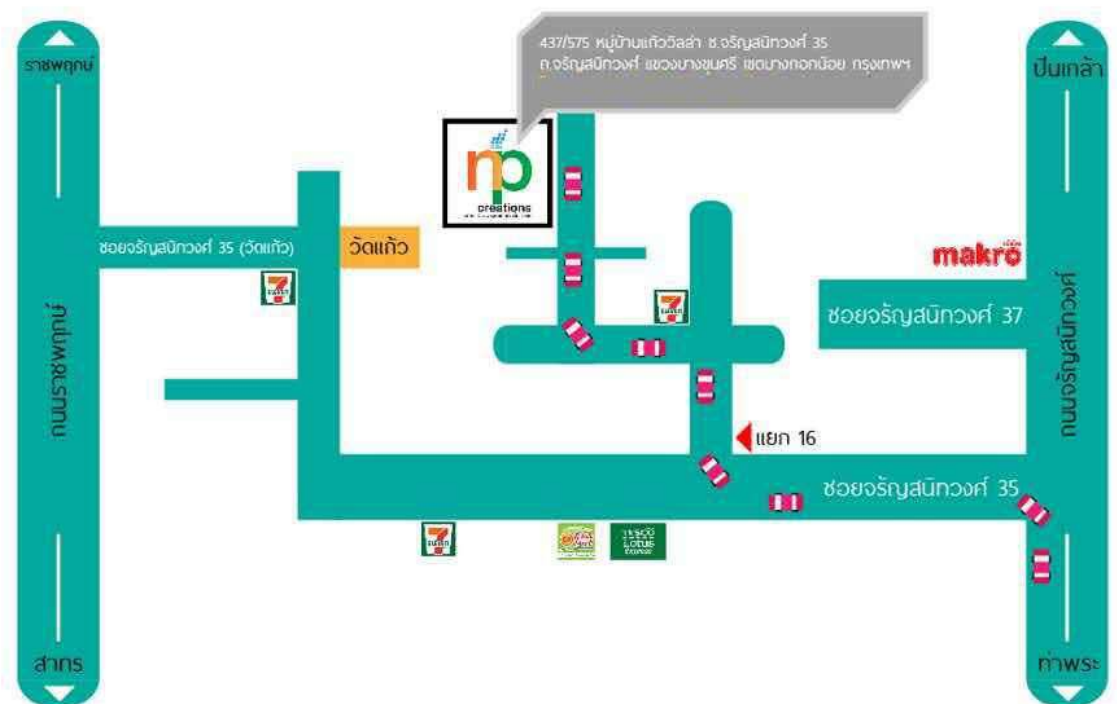 437/575 หมู่บ้านแก้ววิลล่า ซ.จรัญสนิทวงศ์ 35
ถ.จรัญสนิทวงศ์ แขวงบางขุนศรี เขตบางกอกน้อย กรุงเทพฯ
ราชพฤกษ์
ปิ่นเกล้า
np
creations
ซอยจรัญสนิทวงศ์ 35 (วัดแก้ว)
วัดแก้ว
makro
7
7
ซอยจรัญสนิทวงศ์ 37
ถนนราชพฤกษ์
ถนนจรัญสนิทวงศ์
แยก 16
ซอยจรัญสนิทวงศ์ 35
7
Lotus
สาทร
ท่าพระ